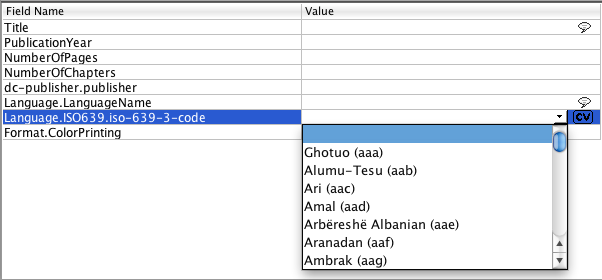 Field Name Value
Title
PublicationYear
NumberOfPages
NumberOfChapters
dc-publisher.publisher
Language.LanguageName
Language.ISO639.iso-639-3-code CV
Format.ColorPrinting
Ghotuo (aaa)
Alumu-Tesu (aab)
Ari (aac)
Amal (aad)
Arbëreshë Albanian (aae)
Aranadan (aaf)
Ambrak (aag)